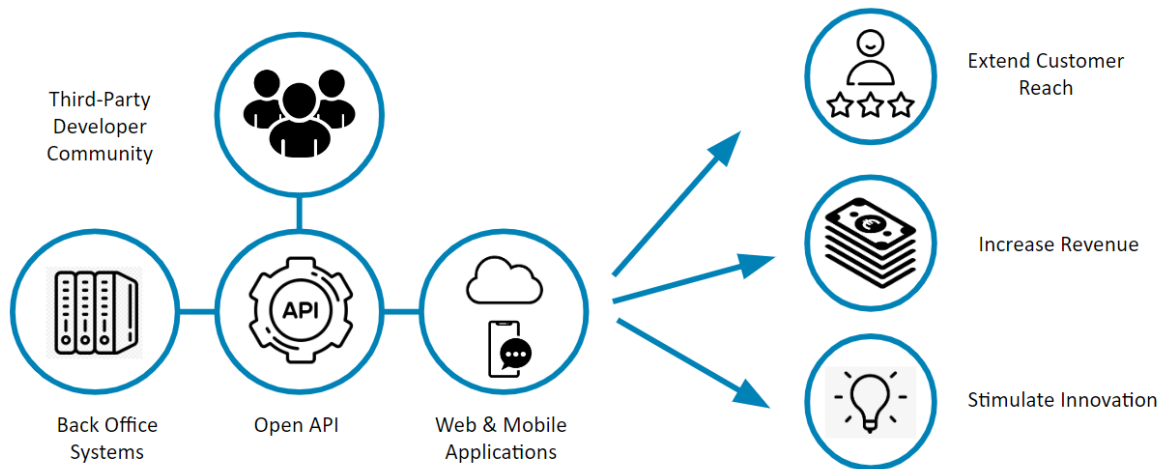 Third-Party
Developer
Community
API
Back Office
Systems
Open API
Web & Mobile
Applications
Extend Customer
Reach
€
Increase Revenue
Stimulate Innovation